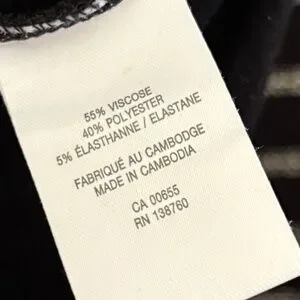 55% VISCOSE
40% POLYESTER
5% ÉLASTHANNE / ELASTANE
FABRIQUÉ AU CAMBODGE
MADE IN CAMBODIA
CA 00655
RN 138760